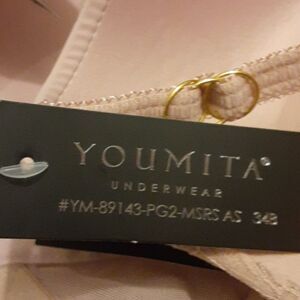 YOUMITA®
UNDERWEAR
#YM-89143-PG2-MSRS AS 34B